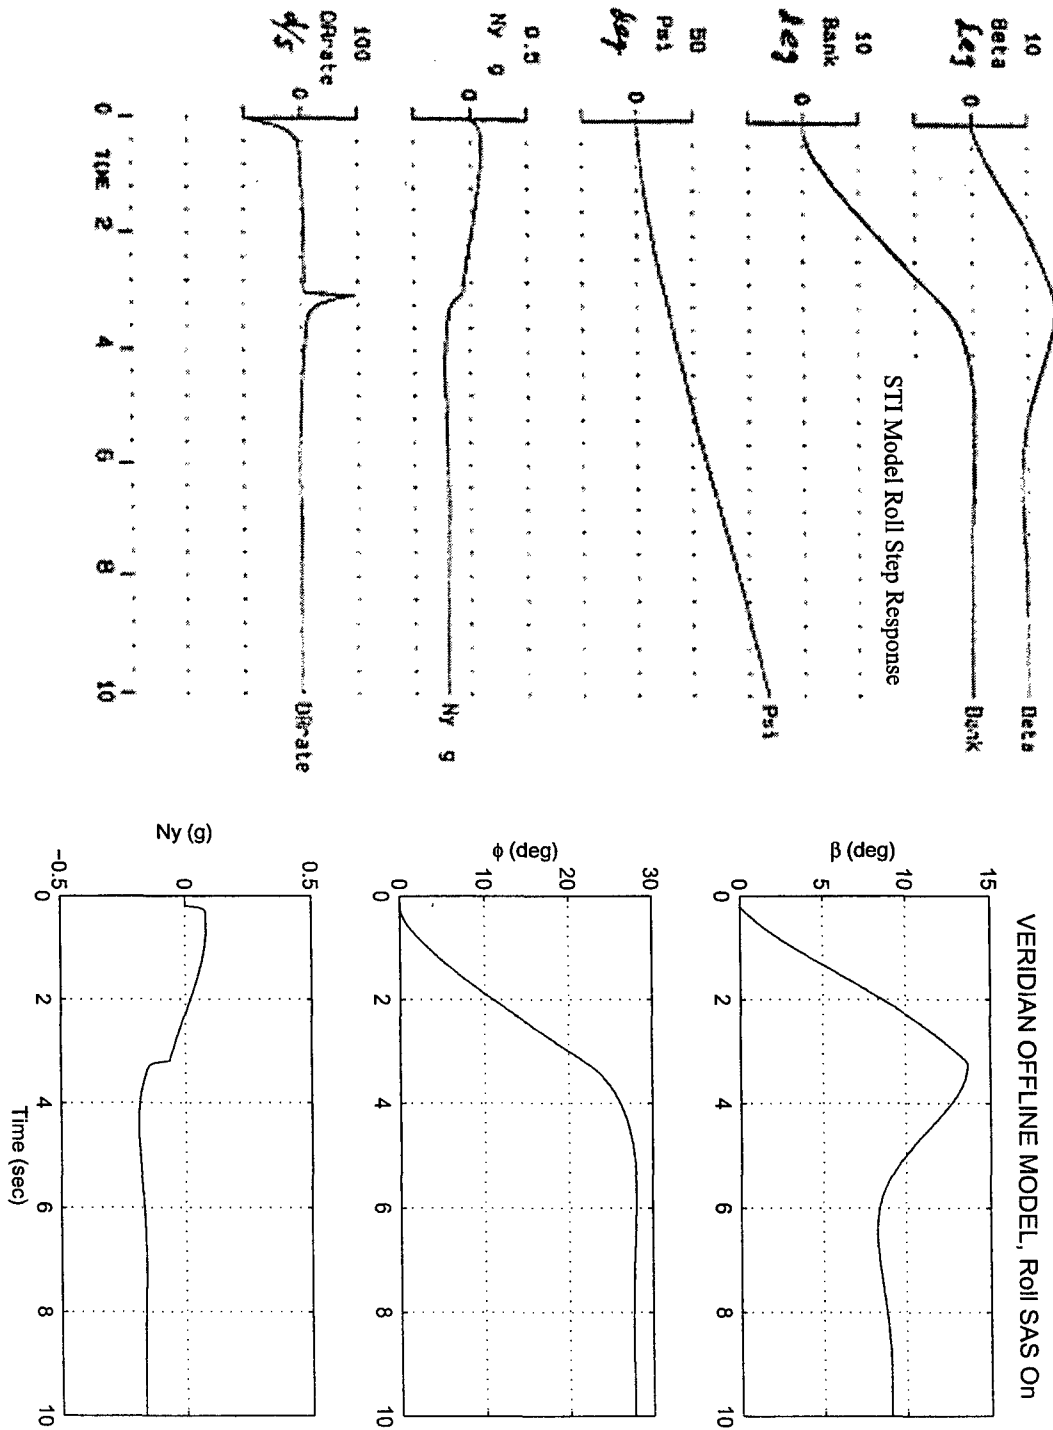 10
Beta
deg
0
10
Bank
deg
0
50
Psi
deg
0
0.5
Ny g
0
100
DArate
d/s
0
0 TIME 2 4 6 8 10
Beta
Bank
Psi
Ny g
DArate
STI Model Roll Step Response
VERIDIAN OFFLINE MODEL, Roll SAS On
β (deg)
15
10
5
0
0 2 4 6 8 10
φ (deg)
30
20
10
0
0 2 4 6 8 10
Ny (g)
0.5
0
-0.5
0 2 4 6 8 10
Time (sec)